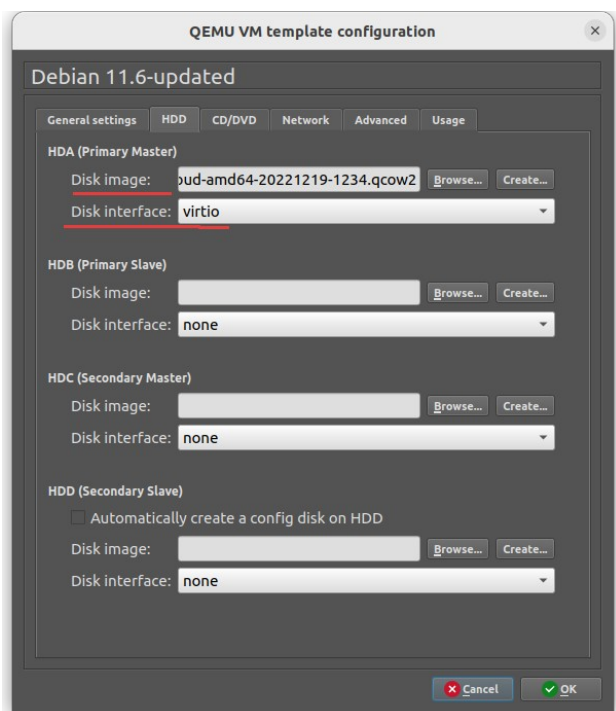 QEMU VM template configuration
Debian 11.6-updated
General settings HDD CD/DVD Network Advanced Usage
HDA (Primary Master)
Disk image: oud-amd64-20221219-1234.qcow2 Browse... Create...
Disk interface: virtio
HDB (Primary Slave)
Disk image: Browse... Create...
Disk interface: none
HDC (Secondary Master)
Disk image: Browse... Create...
Disk interface: none
HDD (Secondary Slave)
Automatically create a config disk on HDD
Disk image: Browse... Create...
Disk interface: none
Cancel OK